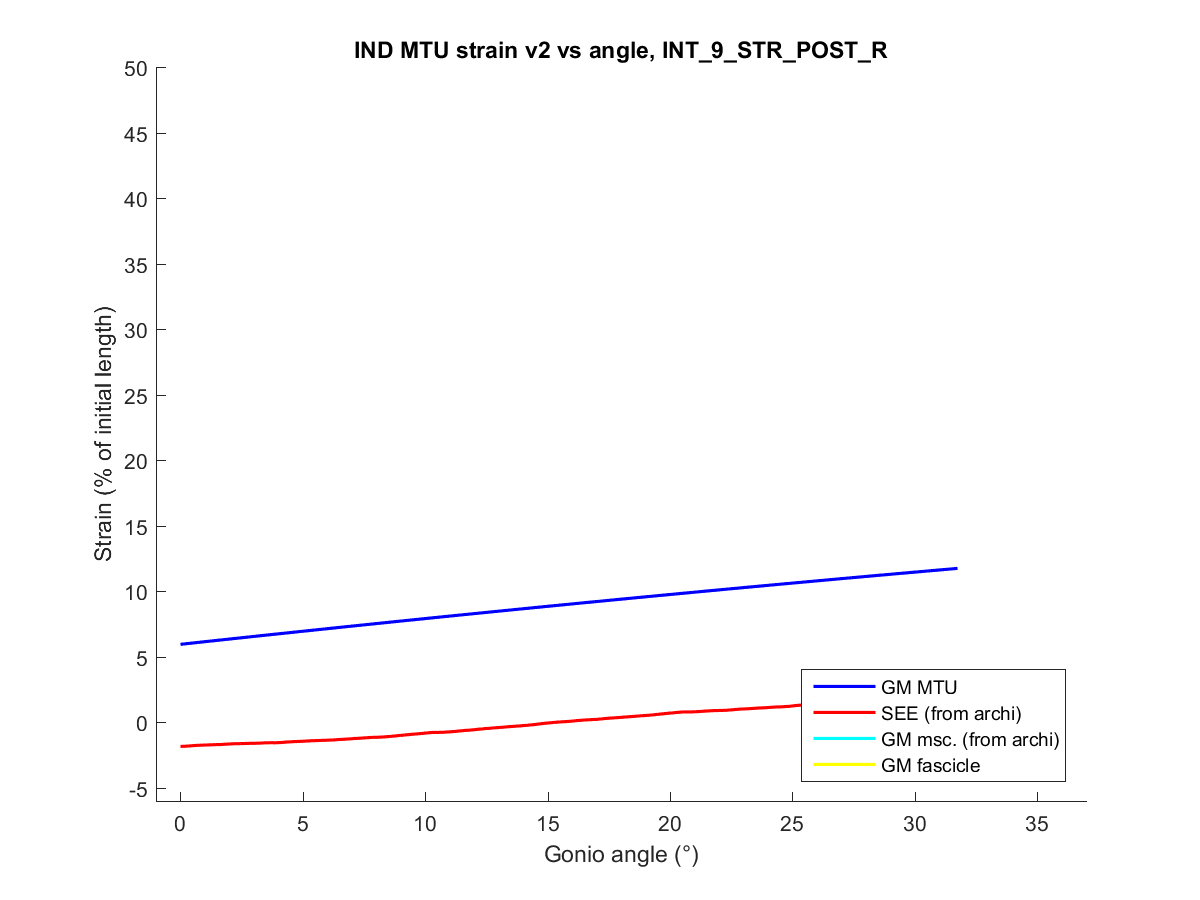 IND MTU strain v2 vs angle, INT_9_STR_POST_R
50
45
40
35
30
25
20
15
10
5
0
-5
Strain (% of initial length)
GM MTU
SEE (from archi)
GM msc. (from archi)
GM fascicle
0 5 10 15 20 25 30 35
Gonio angle (°)